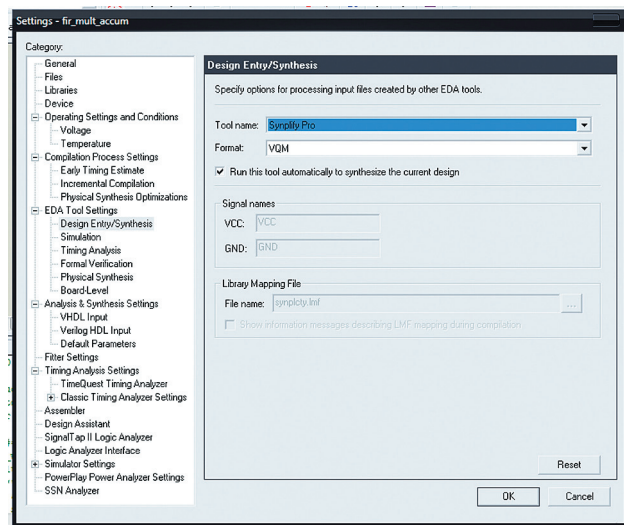 Settings - fir_mult_accum
Category:
General
Files
Libraries
Device
Operating Settings and Conditions
Voltage
Temperature
Compilation Process Settings
Early Timing Estimate
Incremental Compilation
Physical Synthesis Optimizations
EDA Tool Settings
Design Entry/Synthesis
Simulation
Timing Analysis
Formal Verification
Physical Synthesis
Board-Level
Analysis & Synthesis Settings
VHDL Input
Verilog HDL Input
Default Parameters
Fitter Settings
Timing Analysis Settings
TimeQuest Timing Analyzer
Classic Timing Analyzer Settings
Assembler
Design Assistant
SignalTap II Logic Analyzer
Logic Analyzer Interface
Simulator Settings
PowerPlay Power Analyzer Settings
SSN Analyzer
Design Entry/Synthesis
Specify options for processing input files created by other EDA tools.
Tool name: Synplify Pro
Format: VQM
Run this tool automatically to synthesize the current design
Signal names
VCC: VCC
GND: GND
Library Mapping File
File name: synplcty.lmf ...
Show information messages describing LMF mapping during compilation
Reset
OK Cancel